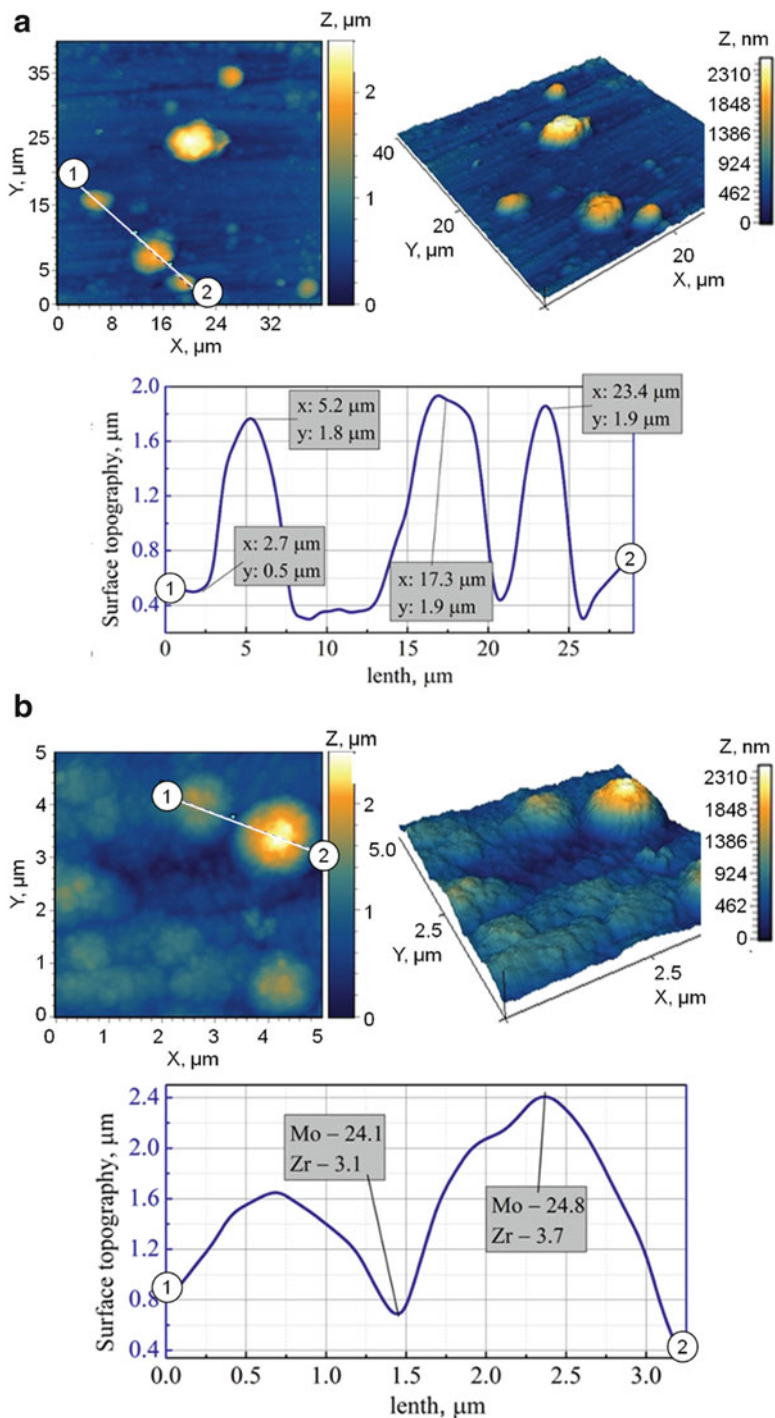 a
Z, µm
35
25
15
5
0
Y, µm
1
2
0 8 16 24 32
X, µm
2
1
0
Z, nm
2310
1848
1386
924
462
0
40
20
Y, µm
20
X, µm
Surface topography, µm
2.0
1.6
1.2
0.8
0.4
x: 5.2 µm
y: 1.8 µm
x: 2.7 µm
y: 0.5 µm
x: 17.3 µm
y: 1.9 µm
x: 23.4 µm
y: 1.9 µm
1
2
0 5 10 15 20 25
lenth, µm
b
Z, µm
5
4
3
2
1
0
Y, µm
1
2
0 1 2 3 4 5
X, µm
2
1
0
Z, nm
2310
1848
1386
924
462
0
5.0
2.5
Y, µm
2.5
X, µm
Surface topography, µm
2.4
2.0
1.6
1.2
0.8
0.4
Mo – 24.1
Zr – 3.1
Mo – 24.8
Zr – 3.7
1
2
0.0 0.5 1.0 1.5 2.0 2.5 3.0
lenth, µm